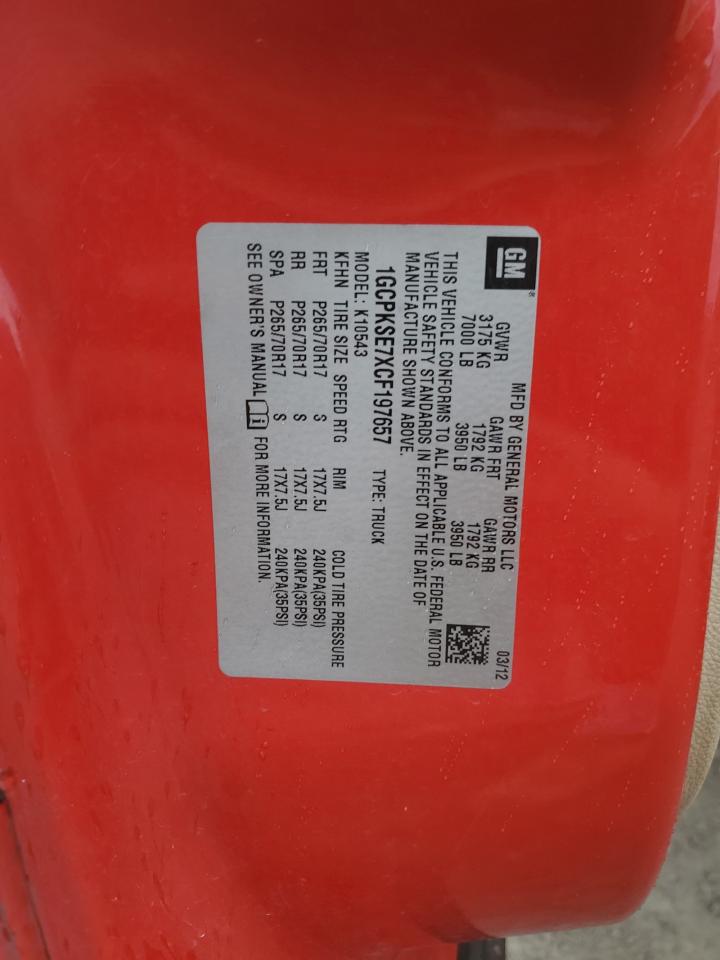 GM®
MFD BY GENERAL MOTORS LLC 03/12
GVWR GAWR FRT GAWR RR
3175 KG 1792 KG 1792 KG
7000 LB 3950 LB 3950 LB
THIS VEHICLE CONFORMS TO ALL APPLICABLE U.S. FEDERAL MOTOR
VEHICLE SAFETY STANDARDS IN EFFECT ON THE DATE OF
MANUFACTURE SHOWN ABOVE.
1GCPKSE7XCF197657 TYPE: TRUCK
MODEL: K10543
KFHN TIRE SIZE SPEED RTG RIM COLD TIRE PRESSURE
FRT P265/70R17 S 17X7.5J 240KPA(35PSI)
RR P265/70R17 S 17X7.5J 240KPA(35PSI)
SPA P265/70R17 S 17X7.5J 240KPA(35PSI)
SEE OWNER'S MANUAL i FOR MORE INFORMATION.